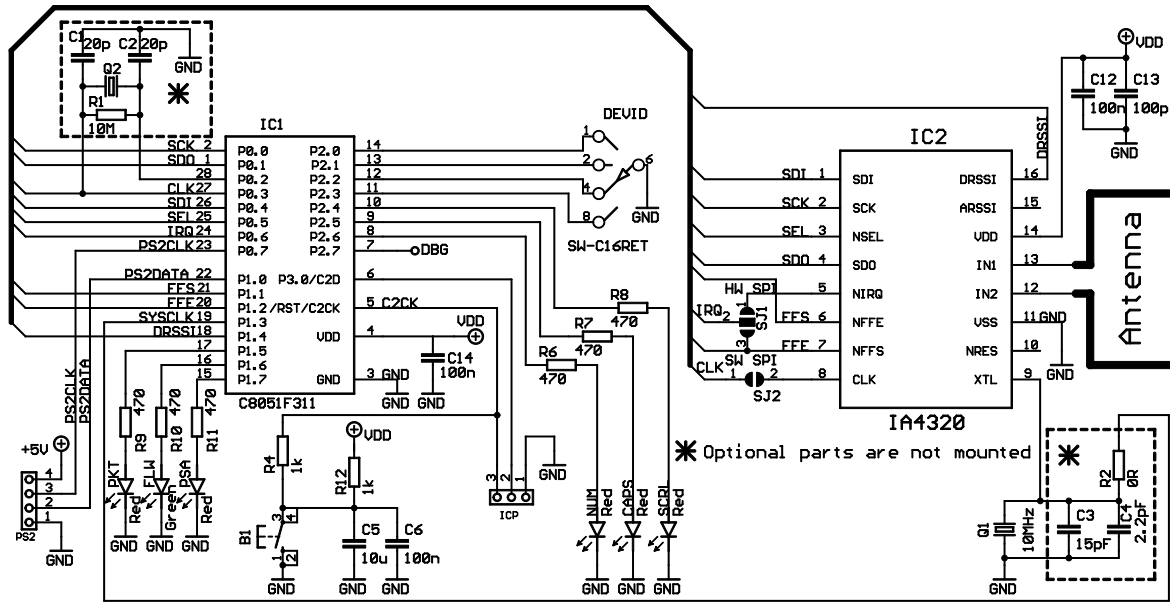 C1 20p C2 20p
GND
Q2
R1
10M
IC1
SCK 2 P0.0 P2.0 14
SDO 1 P0.1 P2.1 13
28 P0.2 P2.2 12
CLK 27 P0.3 P2.3 11
SDI 26 P0.4 P2.4 10
SEL 25 P0.5 P2.5 9
IRQ 24 P0.6 P2.6 8
PS2CLK 23 P0.7 P2.7 7 DBG
PS2DATA 22 P1.0 P3.0/C2D 6
FFS 21 P1.1
FFE 20 P1.2 /RST/C2CK 5 C2CK
SYSCLK 19 P1.3
DRSSI 18 P1.4 VDD 4 VDD
17 P1.5
16 P1.6
15 P1.7 GND 3 GND
C8051F311
C14
100n
GND GND
DEVID
1
2
4
8
6
GND
SW-C16RET
R8
470
R7
470
R6
470
PS2CLK
PS2DATA
470 470 470
R9 R10 R11
PKT FLW PSA
Red Green Red
GND GND GND
+5V
4
3
2
1
PS2
GND
VDD
R4
1k
R12
1k
B1
3 4
1 2
C5
10u
C6
100n
GND GND GND
3 2 1
ICP
GND
NUM CAPS SCRL
Red Red Red
GND GND GND
VDD
C12 C13
100n 100p
GND
DRSSI
IC2
SDI 1 SDI DRSSI 16
SCK 2 SCK ARSSI 15
SEL 3 NSEL VDD 14
SDO 4 SDO IN1 13
5 NIRQ IN2 12
FFS 6 NFFE VSS 11 GND
FFE 7 NFFS NRES 10
CLK 8 CLK XTL 9
HW SPI
IRQ 2 1 3 SJ1
SW SPI
1 2
SJ2
IA4320
GND
Antenna
Optional parts are not mounted
R2
0R
Q1
10MHz
C3
15pF
C4
2.2pF
GND GND